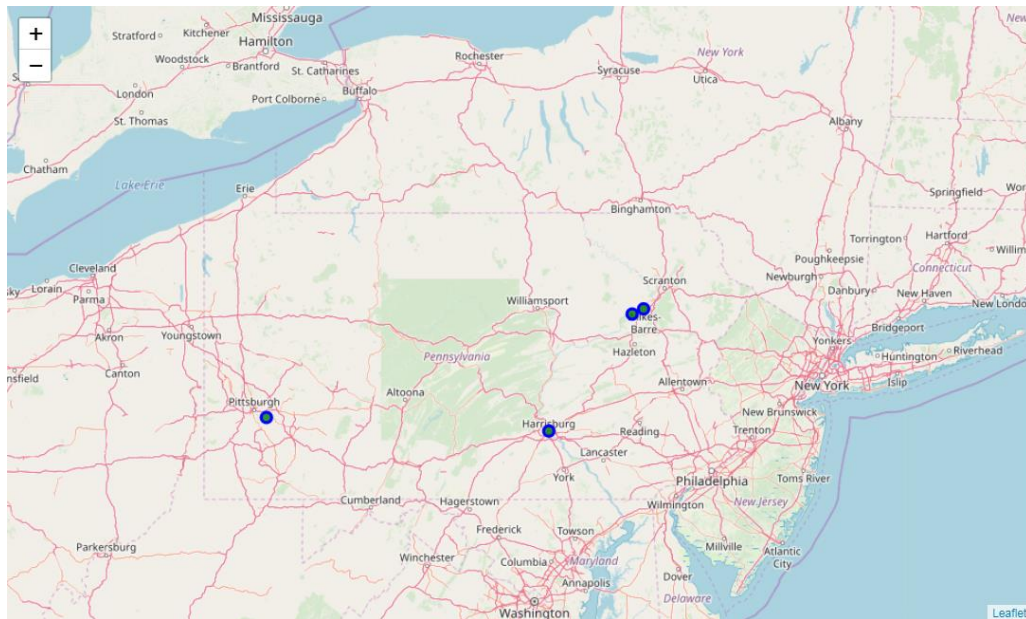 +
−
Mississauga
Stratford
Kitchener
Hamilton
Woodstock
Brantford
St. Catharines
Rochester
Syracuse
New York
Utica
London
Port Colborne
Buffalo
St. Thomas
Albany
Chatham
Lake Erie
Erie
Springfield
Binghamton
Torrington
Hartford
Poughkeepsie
Connecticut
Cleveland
Newburgh
Danbury
New Haven
New London
Lorain
Parma
Scranton
Williamsport
Bridgeport
Akron
Youngstown
Barre
Yonkers
Huntington
Riverhead
Hazleton
Pennsylvania
Canton
Altoona
Allentown
New York
Islip
Pittsburgh
New Brunswick
Harrisburg
Reading
Trenton
Lancaster
York
Philadelphia
Toms River
Cumberland
Hagerstown
Wilmington
New Jersey
Frederick
Towson
Parkersburg
Winchester
Columbia
Maryland
Millville
Atlantic
City
Annapolis
Dover
Delaware
Washington
Leaflet